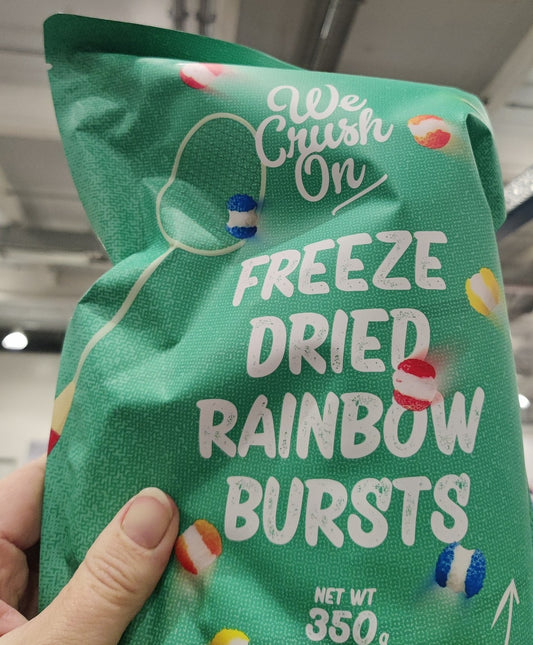 We
Crush
On
FREEZE
DRIED
RAINBOW
BURSTS
NET WT
350g